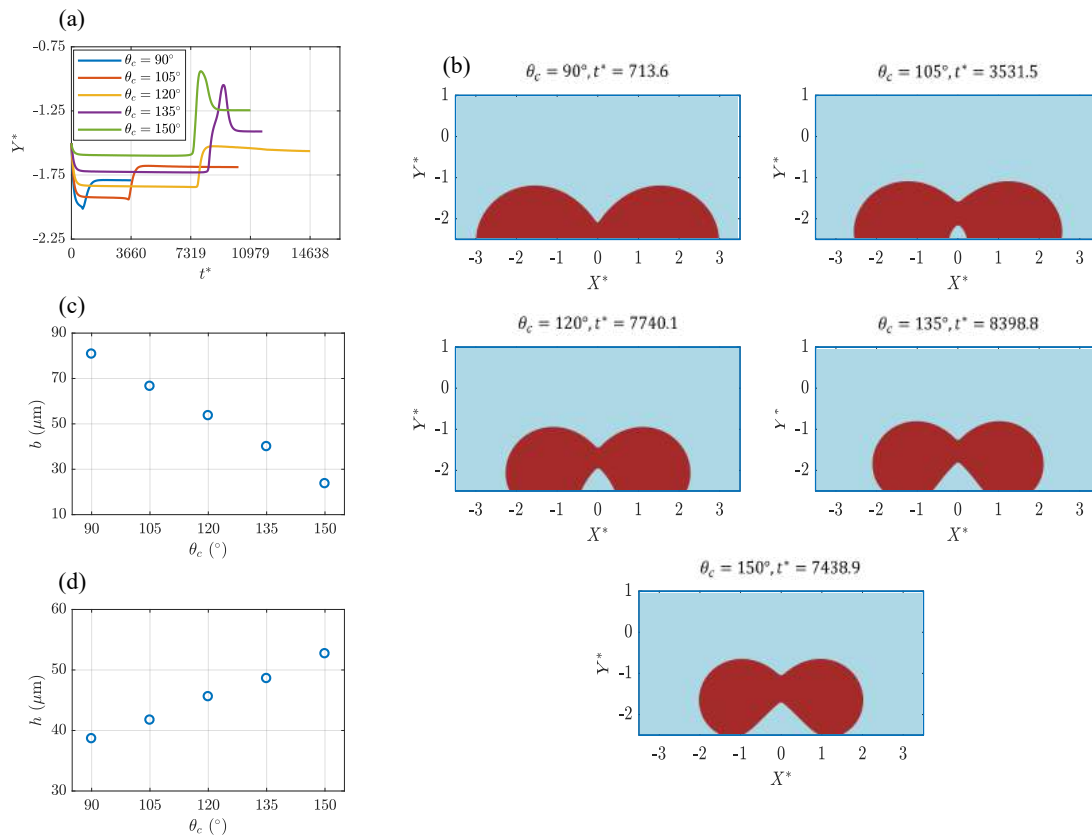 (a)
-0.75
-1.25
-1.75
-2.25
Y*
θc = 90°
θc = 105°
θc = 120°
θc = 135°
θc = 150°
0 3660 7319 10979 14638
t*
(b)
θc = 90°, t* = 713.6
1
0
-1
-2
Y*
-3 -2 -1 0 1 2 3
X*
θc = 105°, t* = 3531.5
1
0
-1
-2
Y*
-3 -2 -1 0 1 2 3
X*
(c)
90
70
50
30
10
b (μm)
90 105 120 135 150
θc (°)
θc = 120°, t* = 7740.1
1
0
-1
-2
Y*
-3 -2 -1 0 1 2 3
X*
θc = 135°, t* = 8398.8
1
0
-1
-2
Y*
-3 -2 -1 0 1 2 3
X*
(d)
60
50
40
30
h (μm)
90 105 120 135 150
θc (°)
θc = 150°, t* = 7438.9
1
0
-1
-2
Y*
-3 -2 -1 0 1 2 3
X*